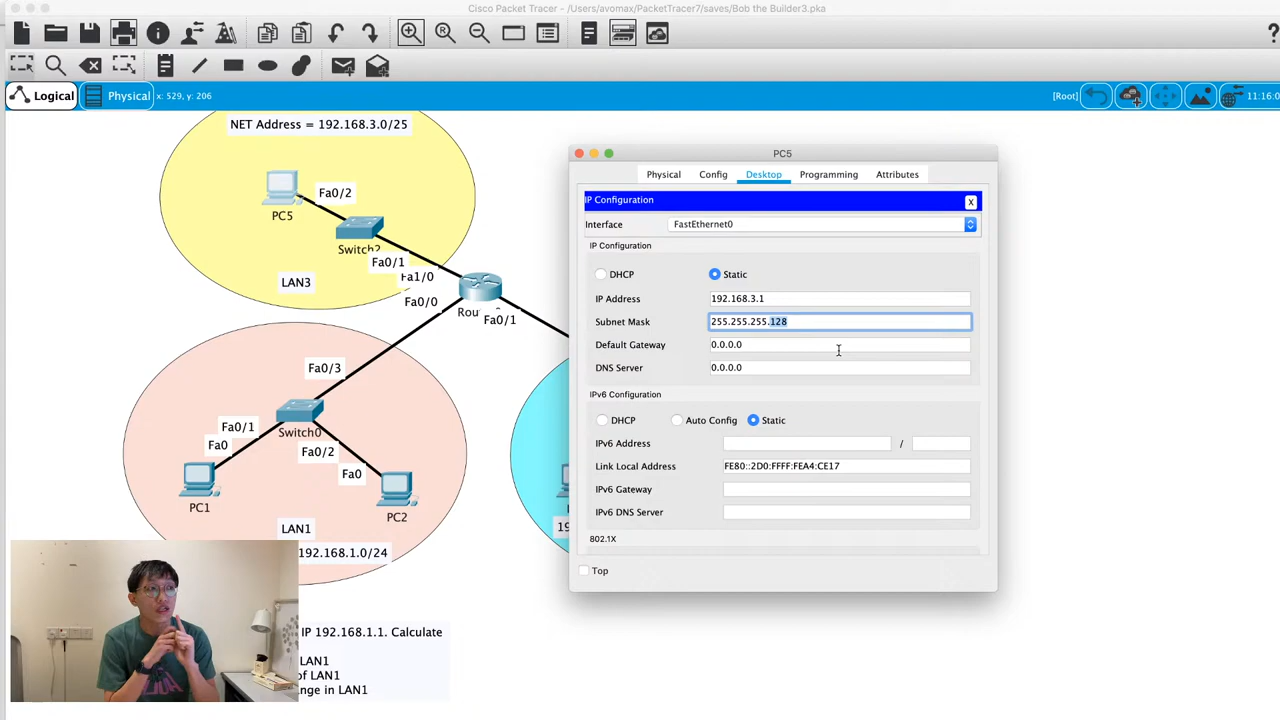 Cisco Packet Tracer - /Users/avomax/PacketTracer7/saves/Bob the Builder3.pka
Logical
Physical
x: 529, y: 206
[Root]
11:16:0
NET Address = 192.168.3.0/25
Fa0/2
PC5
Switch2
Fa0/1
Fa1/0
LAN3
Fa0/0
Rou
Fa0/1
Fa0/3
Fa0/1
Switch0
Fa0
Fa0/2
Fa0
PC1
PC2
LAN1
192.168.1.0/24
IP 192.168.1.1. Calculate
LAN1
of LAN1
ange in LAN1
19
PC5
Physical
Config
Desktop
Programming
Attributes
IP Configuration
X
Interface
FastEthernet0
IP Configuration
DHCP
Static
IP Address
192.168.3.1
Subnet Mask
255.255.255.128
Default Gateway
0.0.0.0
DNS Server
0.0.0.0
IPv6 Configuration
DHCP
Auto Config
Static
IPv6 Address
/
Link Local Address
FE80::2D0:FFFF:FEA4:CE17
IPv6 Gateway
IPv6 DNS Server
802.1X
Top